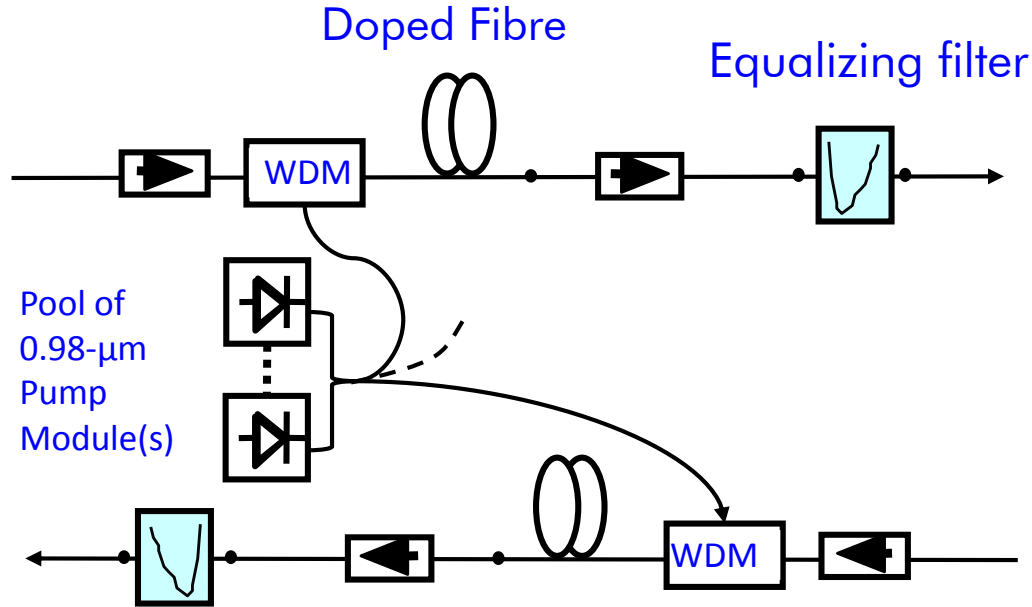 Doped Fibre
Equalizing filter
WDM
Pool of
0.98-µm
Pump
Module(s)
WDM